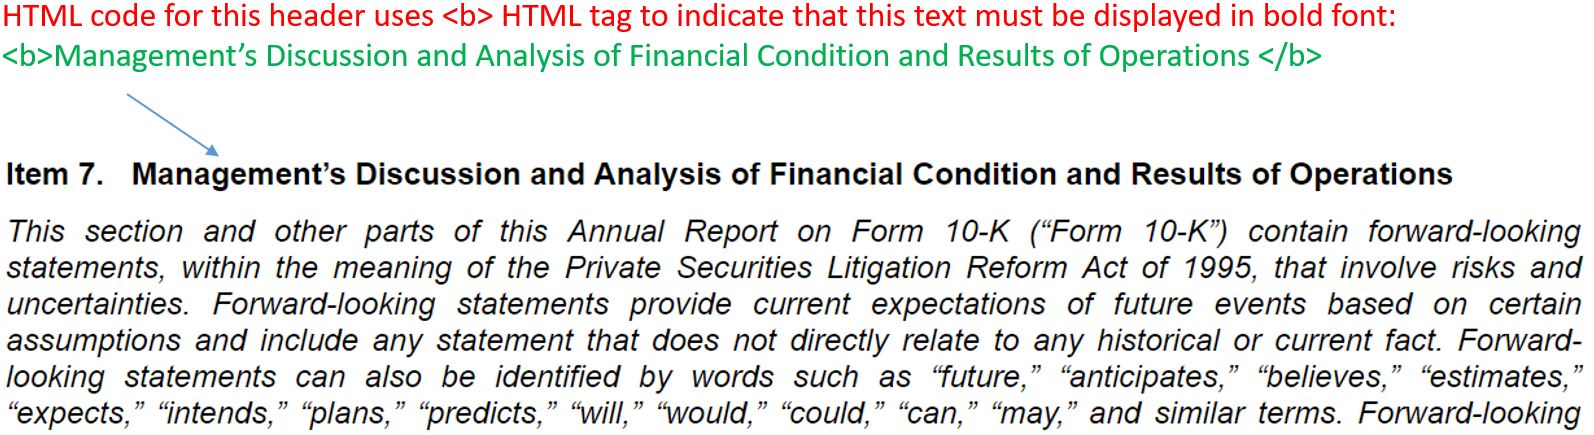 HTML code for this header uses <b> HTML tag to indicate that this text must be displayed in bold font:
<b>Management’s Discussion and Analysis of Financial Condition and Results of Operations </b>
Item 7. Management’s Discussion and Analysis of Financial Condition and Results of Operations
This section and other parts of this Annual Report on Form 10-K (“Form 10-K”) contain forward-looking
statements, within the meaning of the Private Securities Litigation Reform Act of 1995, that involve risks and
uncertainties. Forward-looking statements provide current expectations of future events based on certain
assumptions and include any statement that does not directly relate to any historical or current fact. Forward-
looking statements can also be identified by words such as “future,” “anticipates,” “believes,” “estimates,”
“expects,” “intends,” “plans,” “predicts,” “will,” “would,” “could,” “can,” “may,” and similar terms. Forward-looking